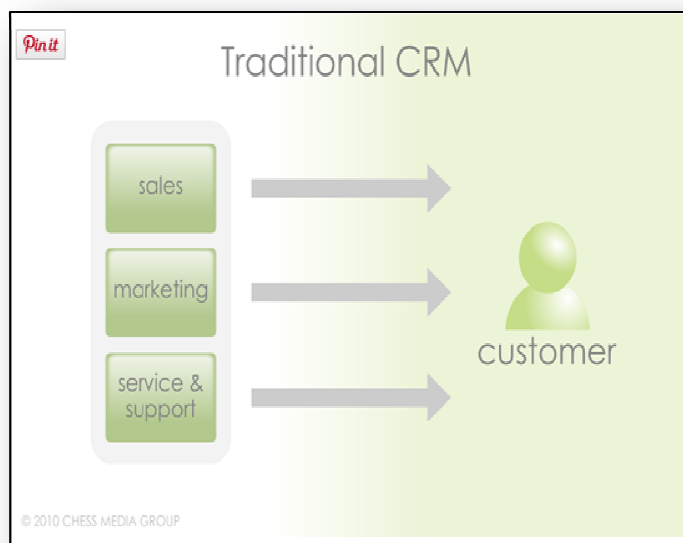 Pin it
Traditional CRM
sales
marketing
service &
support
customer
© 2010 CHESS MEDIA GROUP